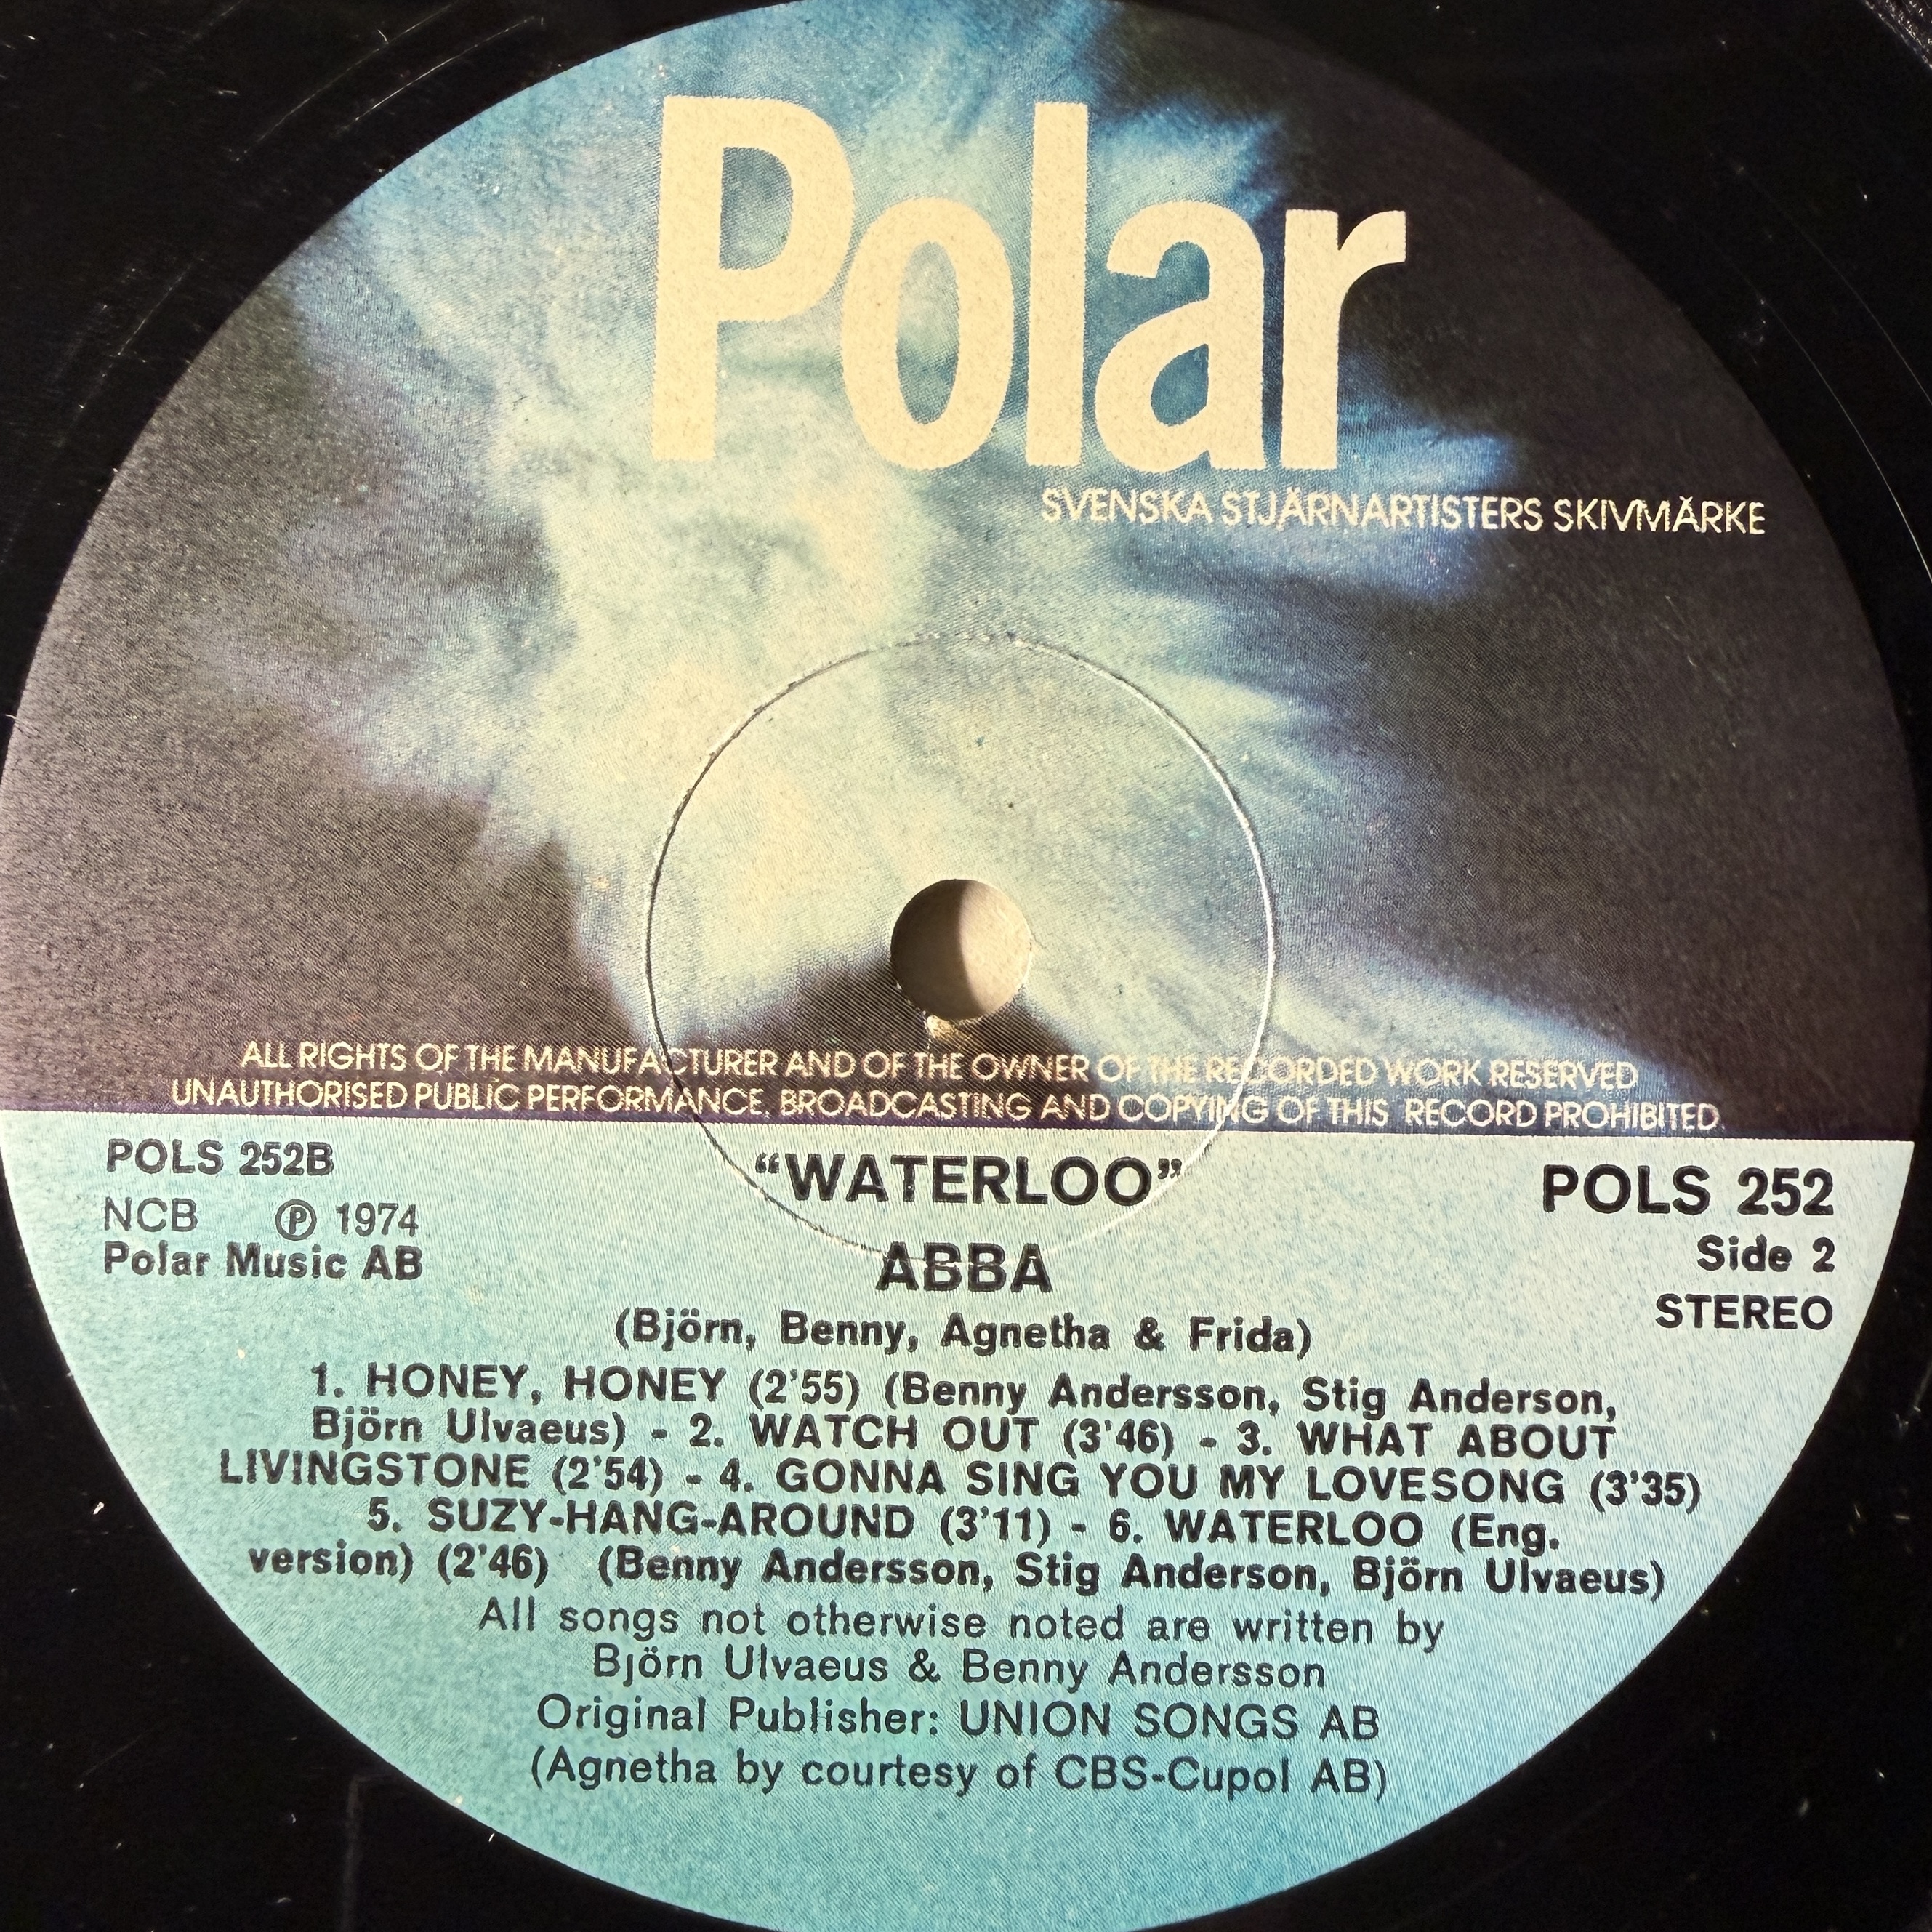 Polar
SVENSKA STJÄRNARTISTERS SKIVMÄRKE
ALL RIGHTS OF THE MANUFACTURER AND OF THE OWNER OF THE RECORDED WORK RESERVED
UNAUTHORISED PUBLIC PERFORMANCE, BROADCASTING AND COPYING OF THIS RECORD PROHIBITED.
POLS 252B
NCB Ⓟ 1974
Polar Music AB
“WATERLOO”
ABBA
(Björn, Benny, Agnetha & Frida)
POLS 252
Side 2
STEREO
1. HONEY, HONEY (2’55) (Benny Andersson, Stig Anderson,
Björn Ulvaeus) - 2. WATCH OUT (3’46) - 3. WHAT ABOUT
LIVINGSTONE (2’54) - 4. GONNA SING YOU MY LOVESONG (3’35)
5. SUZY-HANG-AROUND (3’11) - 6. WATERLOO (Eng.
version) (2’46) (Benny Andersson, Stig Anderson, Björn Ulvaeus)
All songs not otherwise noted are written by
Björn Ulvaeus & Benny Andersson
Original Publisher: UNION SONGS AB
(Agnetha by courtesy of CBS-Cupol AB)